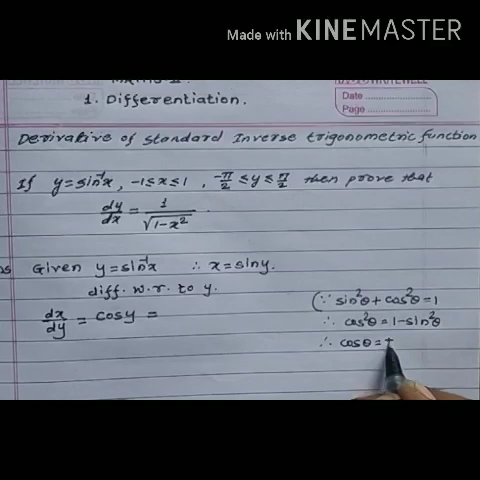 Made with KINEMASTER
1. Differentiation.
Date
Page
Derivative of standard Inverse trigonometric function
If y = sin⁻¹x, -1 ≤ x ≤ 1, -π/2 ≤ y ≤ π/2 then prove that
dy/dx = 1/√1-x² .
Given y = sin⁻¹x ∴ x = siny.
diff. w.r. to y.
dx/dy = cosy =
(∵ sin²θ + cos²θ = 1
∴ cos²θ = 1 - sin²θ
∴ cosθ =